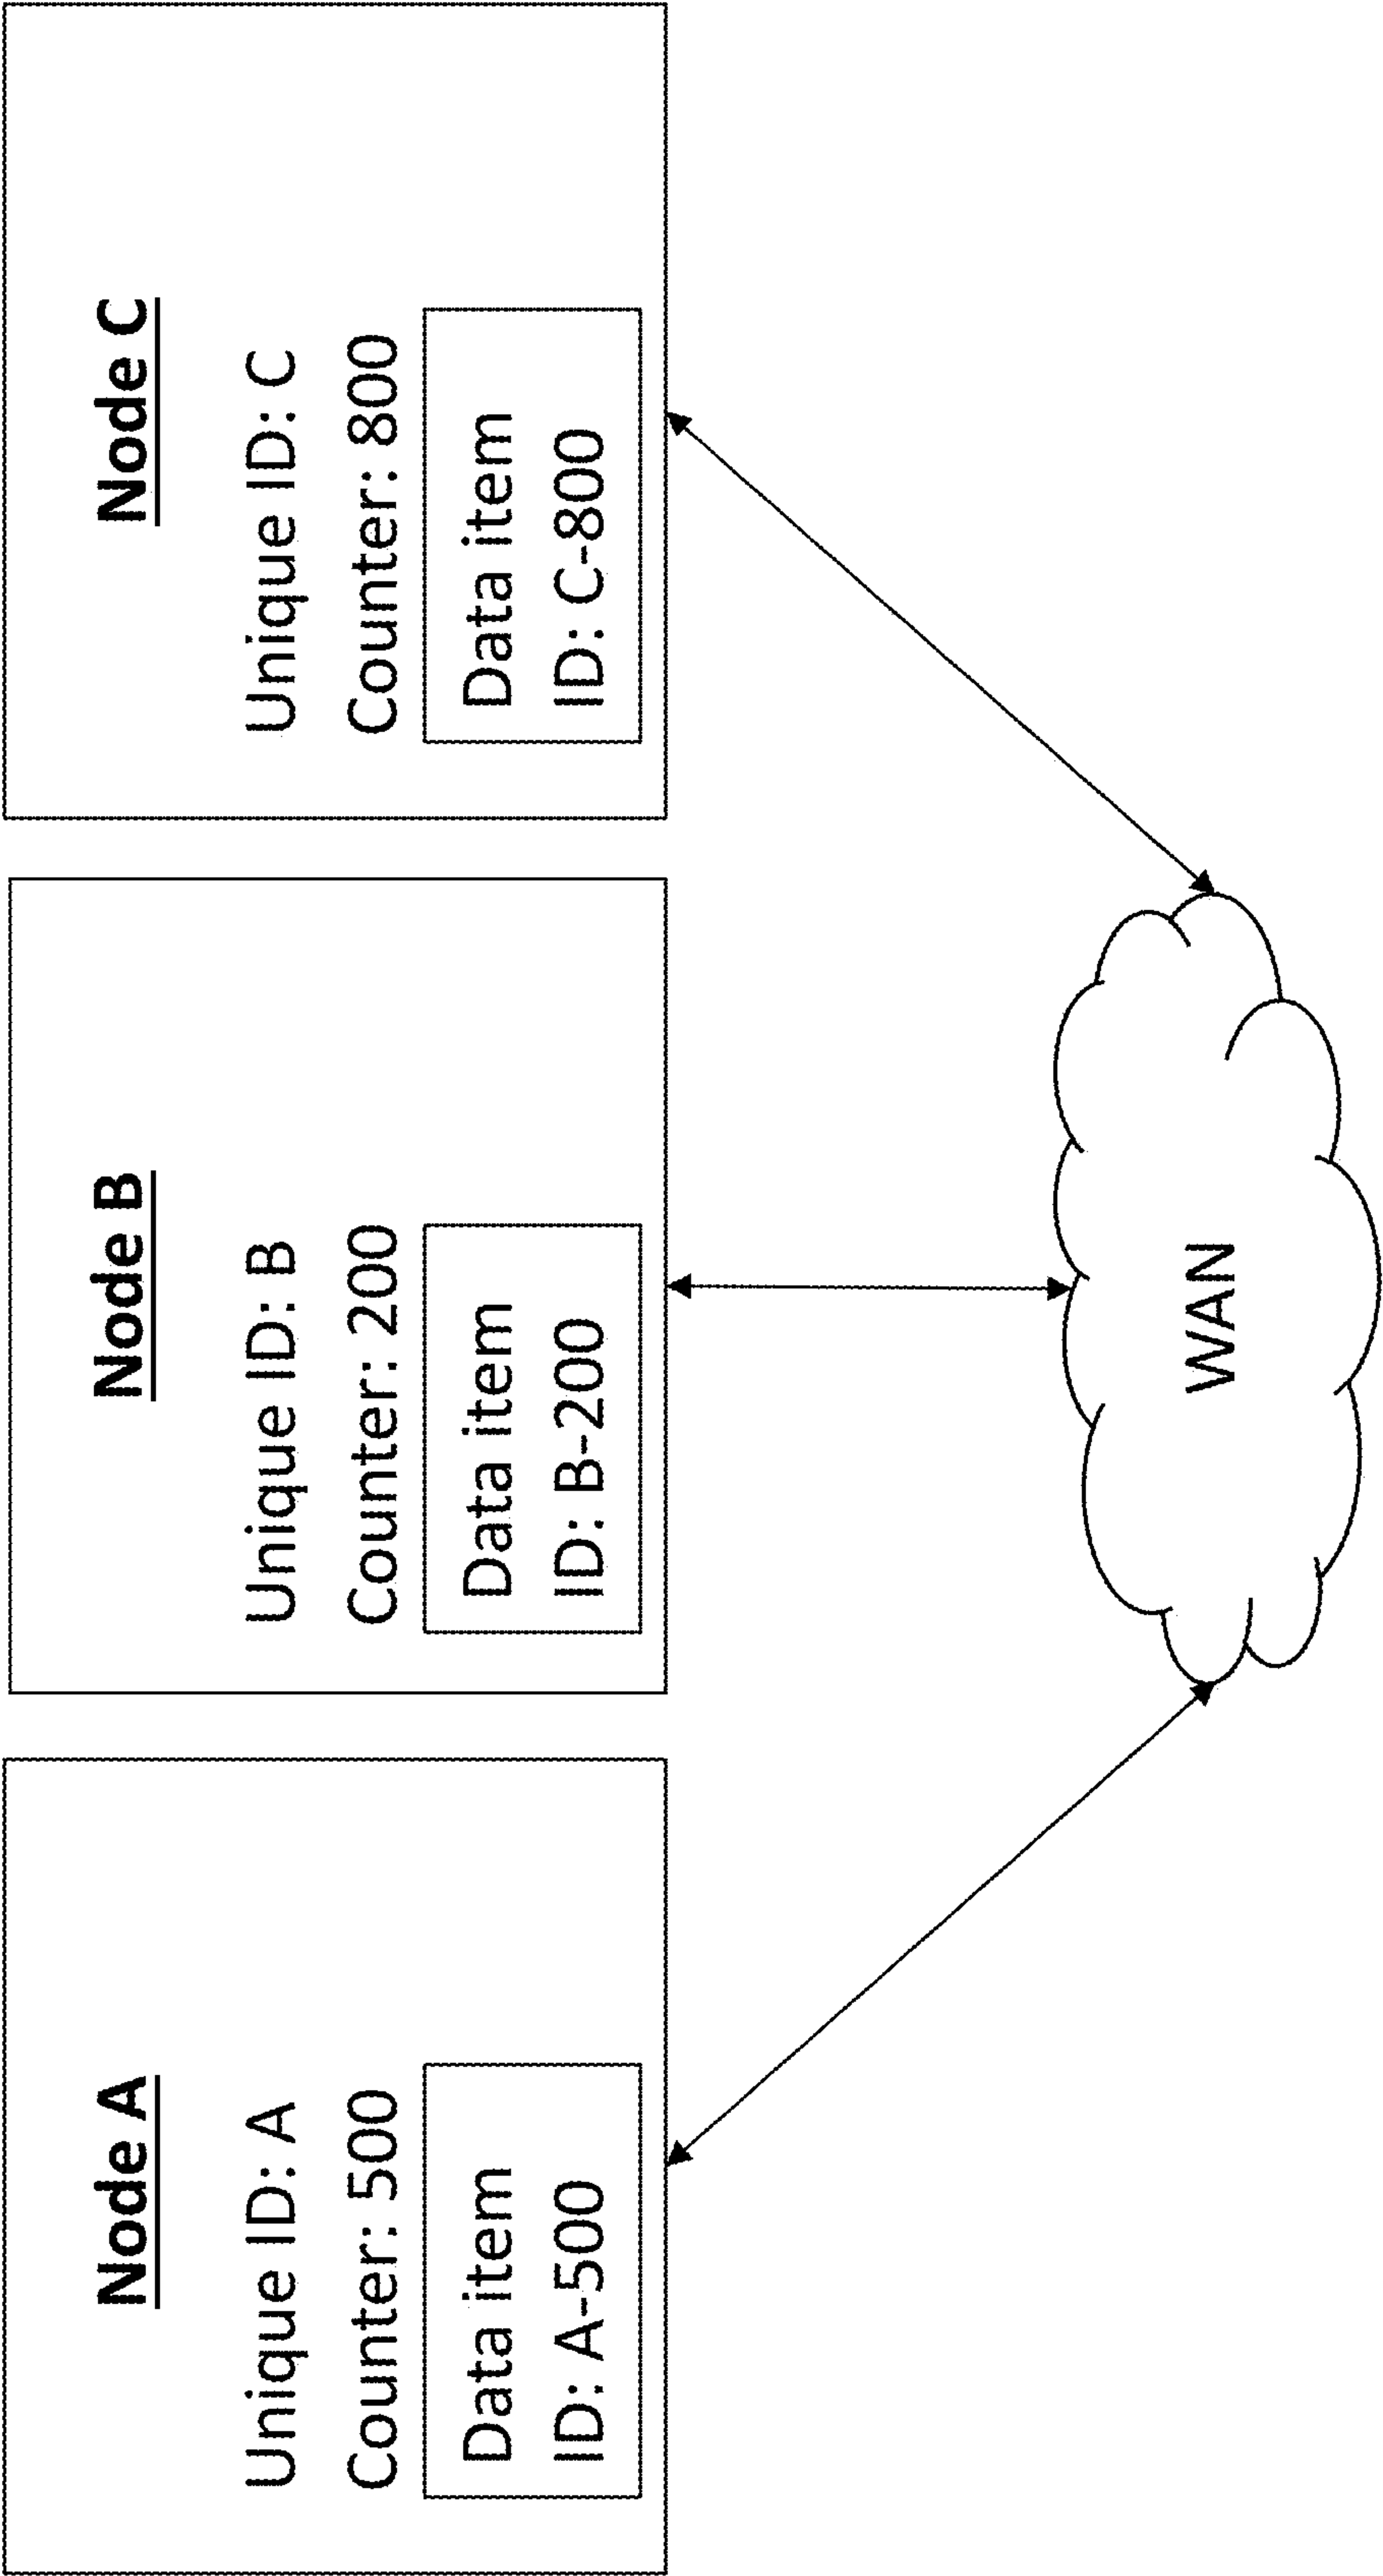 Node A
Unique ID: A
Counter: 500
Data item
ID: A-500
Node B
Unique ID: B
Counter: 200
Data item
ID: B-200
Node C
Unique ID: C
Counter: 800
Data item
ID: C-800
WAN